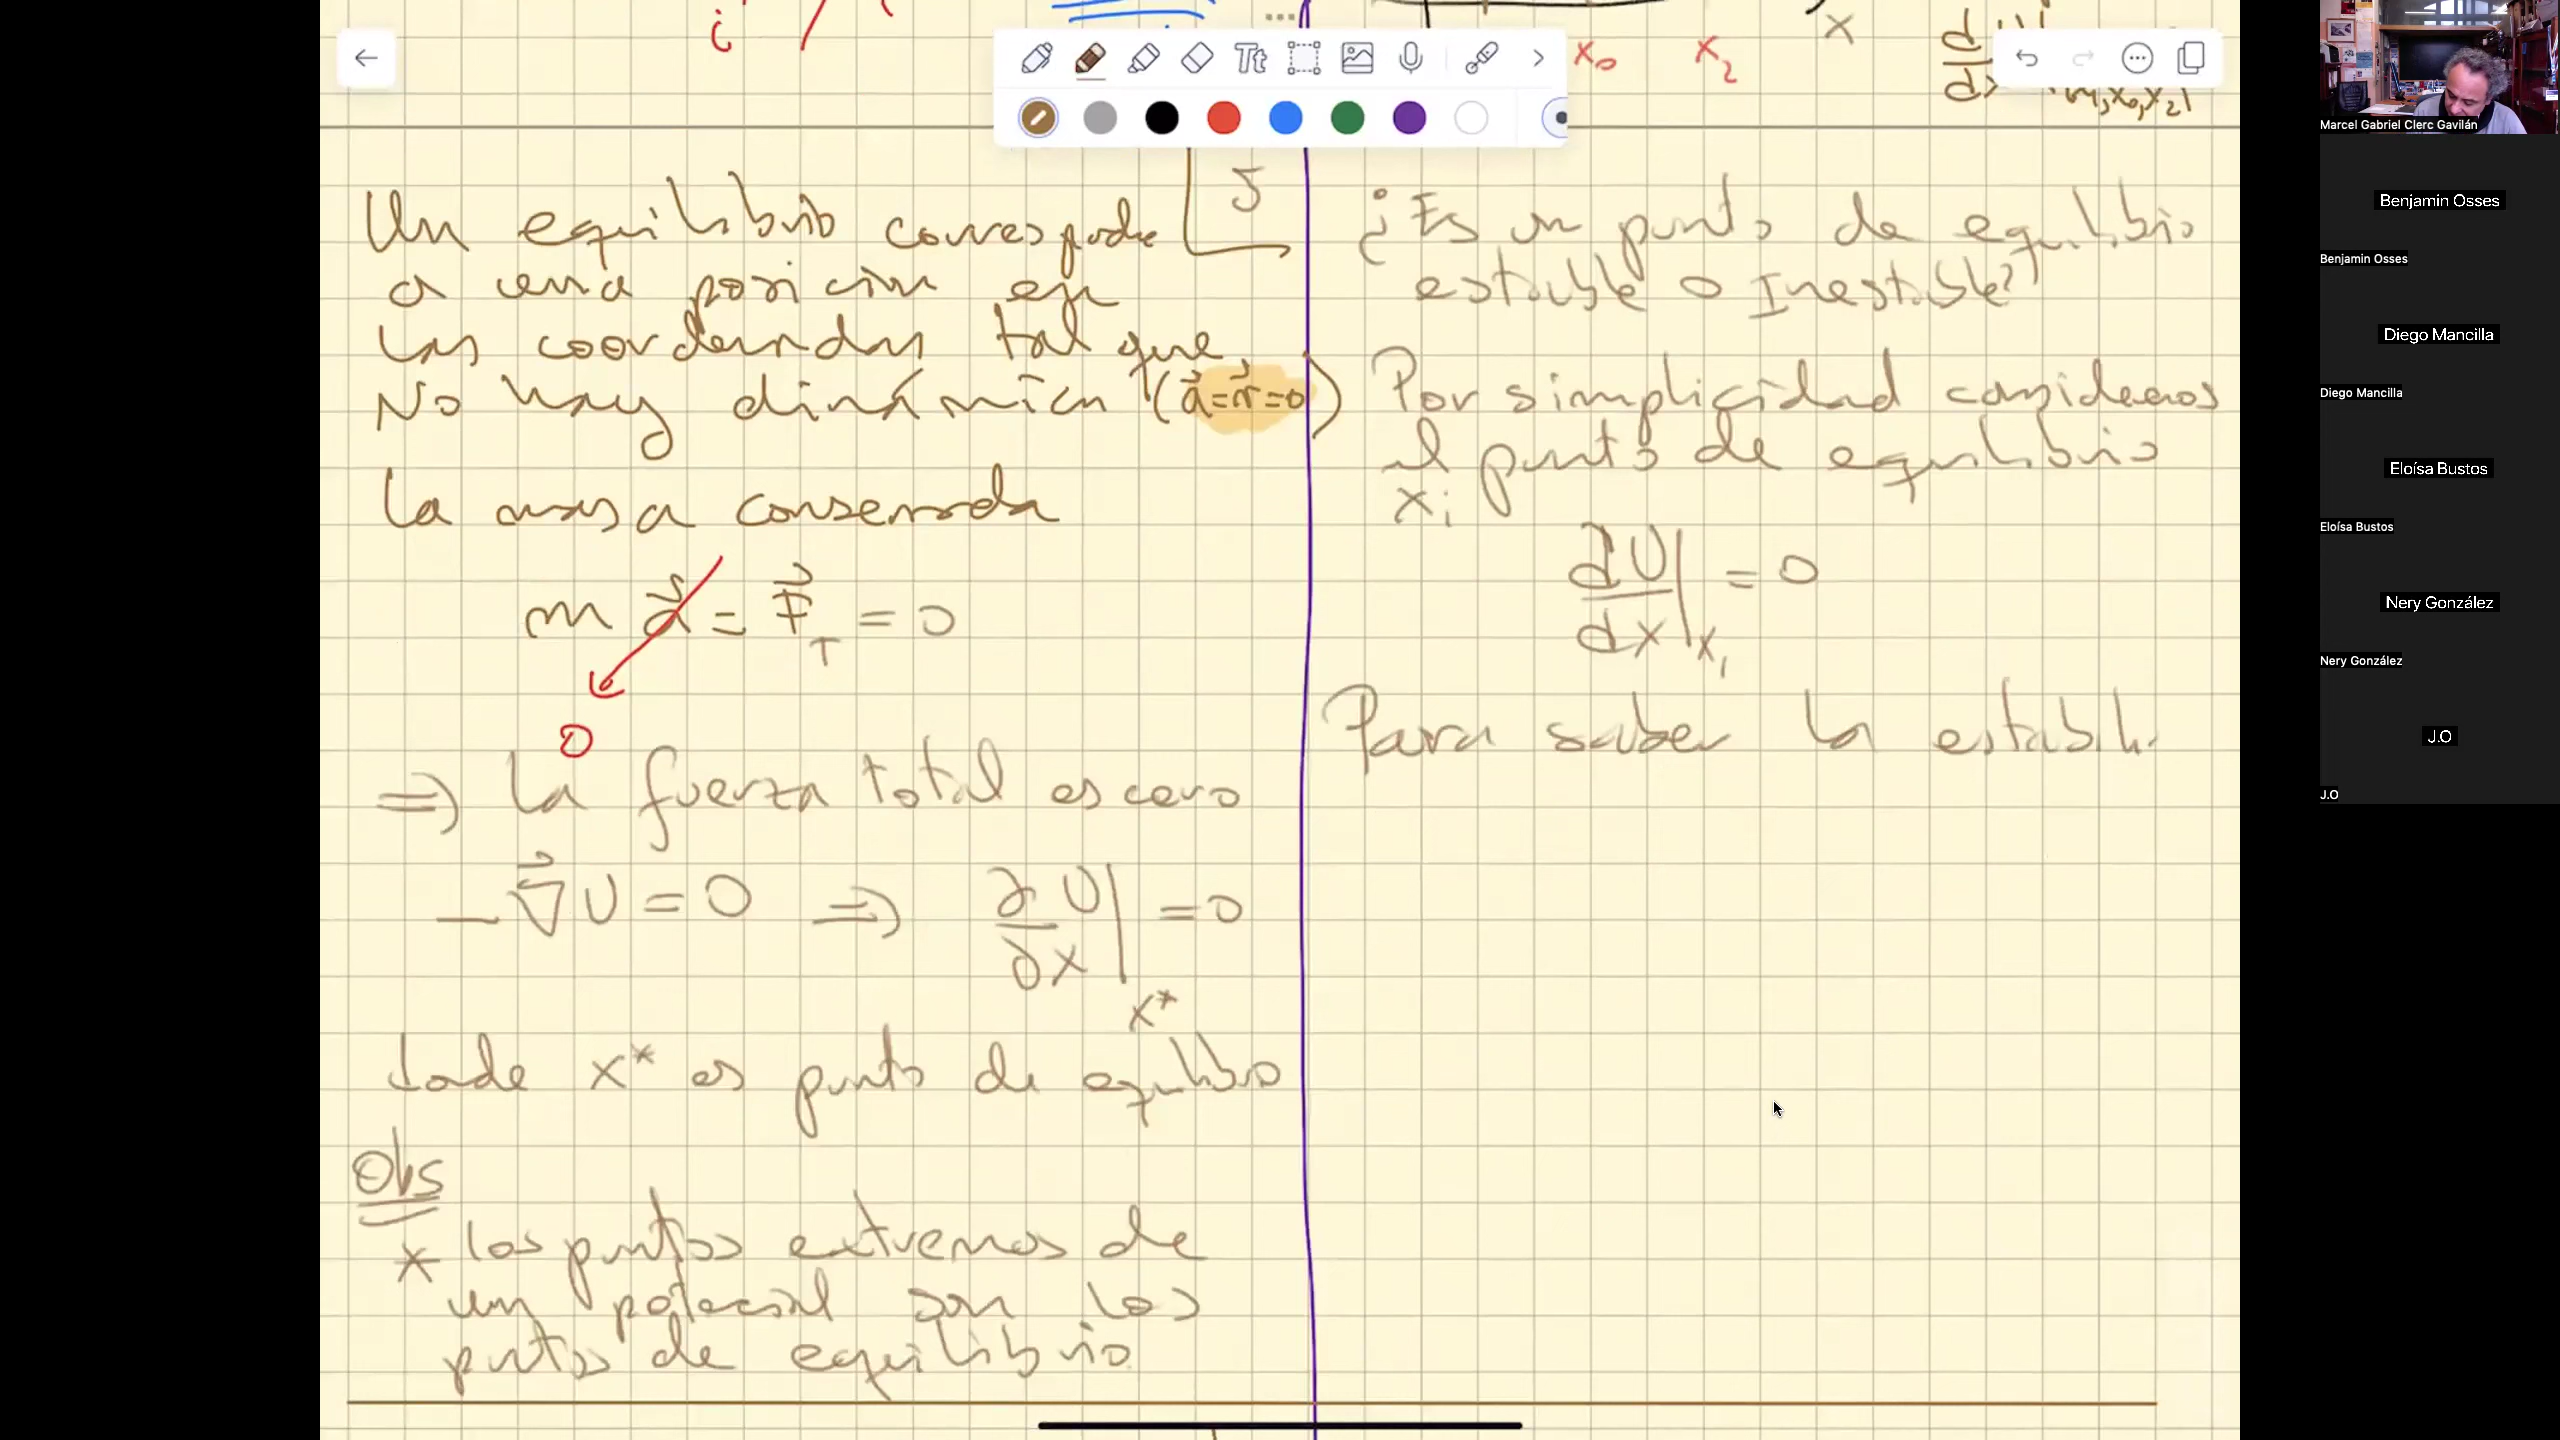 x₀ x₂ x
Tt
Un equilibrio corresponde
a una posición en
las coordenadas tal que
No hay dinámica (a⃗=v⃗=0)
5
La masa conservada
m a⃗ = F⃗_T = 0
0
=> La fuerza total es cero
-∇⃗U = 0 => ∂U/∂x|x* = 0
donde x* es punto de equilibrio
Obs
* los puntos extremos de
un potencial son los
puntos de equilibrio.
¿Es un punto de equilibrio
estable o Inestable?
Por simplicidad consideremos
el punto de equilibrio
x₁
dU/dx|x₁ = 0
Para saber la estabili
Marcel Gabriel Clerc Gavilán
Benjamin Osses
Benjamin Osses
Diego Mancilla
Diego Mancilla
Eloísa Bustos
Eloísa Bustos
Nery González
Nery González
J.O
J.O